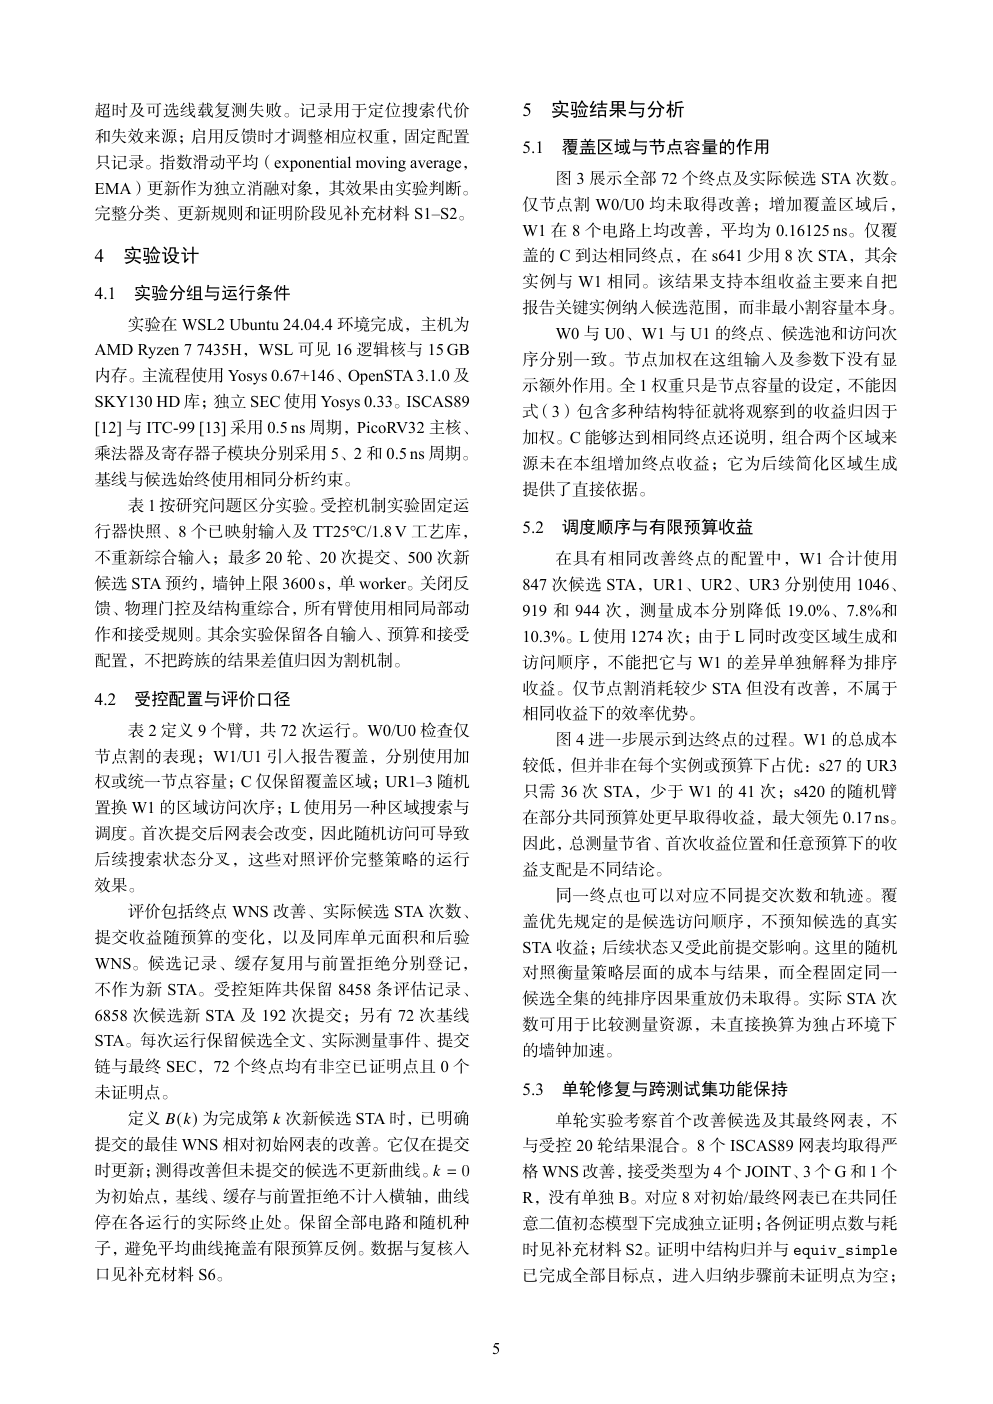 超时及可选线载复测失败。记录用于定位搜索代价
和失效来源；启用反馈时才调整相应权重，固定配置
只记录。指数滑动平均（exponential moving average，
EMA）更新作为独立消融对象，其效果由实验判断。
完整分类、更新规则和证明阶段见补充材料 S1–S2。
4 实验设计
4.1 实验分组与运行条件
实验在 WSL2 Ubuntu 24.04.4 环境完成，主机为
AMD Ryzen 7 7435H，WSL 可见 16 逻辑核与 15 GB
内存。主流程使用 Yosys 0.67+146、OpenSTA 3.1.0 及
SKY130 HD 库；独立 SEC 使用 Yosys 0.33。ISCAS89
[12] 与 ITC-99 [13] 采用 0.5 ns 周期，PicoRV32 主核、
乘法器及寄存器子模块分别采用 5、2 和 0.5 ns 周期。
基线与候选始终使用相同分析约束。
表 1 按研究问题区分实验。受控机制实验固定运
行器快照、8 个已映射输入及 TT25℃/1.8 V 工艺库，
不重新综合输入；最多 20 轮、20 次提交、500 次新
候选 STA 预约，墙钟上限 3600 s，单 worker。关闭反
馈、物理门控及结构重综合，所有臂使用相同局部动
作和接受规则。其余实验保留各自输入、预算和接受
配置，不把跨族的结果差值归因为割机制。
4.2 受控配置与评价口径
表 2 定义 9 个臂，共 72 次运行。W0/U0 检查仅
节点割的表现；W1/U1 引入报告覆盖，分别使用加
权或统一节点容量；C 仅保留覆盖区域；UR1–3 随机
置换 W1 的区域访问次序；L 使用另一种区域搜索与
调度。首次提交后网表会改变，因此随机访问可导致
后续搜索状态分叉，这些对照评价完整策略的运行
效果。
评价包括终点 WNS 改善、实际候选 STA 次数、
提交收益随预算的变化，以及同库单元面积和后验
WNS。候选记录、缓存复用与前置拒绝分别登记，
不作为新 STA。受控矩阵共保留 8458 条评估记录、
6858 次候选新 STA 及 192 次提交；另有 72 次基线
STA。每次运行保留候选全文、实际测量事件、提交
链与最终 SEC，72 个终点均有非空已证明点且 0 个
未证明点。
定义 B(k) 为完成第 k 次新候选 STA 时，已明确
提交的最佳 WNS 相对初始网表的改善。它仅在提交
时更新；测得改善但未提交的候选不更新曲线。k = 0
为初始点，基线、缓存与前置拒绝不计入横轴，曲线
停在各运行的实际终止处。保留全部电路和随机种
子，避免平均曲线掩盖有限预算反例。数据与复核入
口见补充材料 S6。
5 实验结果与分析
5.1 覆盖区域与节点容量的作用
图 3 展示全部 72 个终点及实际候选 STA 次数。
仅节点割 W0/U0 均未取得改善；增加覆盖区域后，
W1 在 8 个电路上均改善，平均为 0.16125 ns。仅覆
盖的 C 到达相同终点，在 s641 少用 8 次 STA，其余
实例与 W1 相同。该结果支持本组收益主要来自把
报告关键实例纳入候选范围，而非最小割容量本身。
W0 与 U0、W1 与 U1 的终点、候选池和访问次
序分别一致。节点加权在这组输入及参数下没有显
示额外作用。全 1 权重只是节点容量的设定，不能因
式（3）包含多种结构特征就将观察到的收益归因于
加权。C 能够达到相同终点还说明，组合两个区域来
源未在本组增加终点收益；它为后续简化区域生成
提供了直接依据。
5.2 调度顺序与有限预算收益
在具有相同改善终点的配置中，W1 合计使用
847 次候选 STA，UR1、UR2、UR3 分别使用 1046、
919 和 944 次，测量成本分别降低 19.0%、7.8%和
10.3%。L 使用 1274 次；由于 L 同时改变区域生成和
访问顺序，不能把它与 W1 的差异单独解释为排序
收益。仅节点割消耗较少 STA 但没有改善，不属于
相同收益下的效率优势。
图 4 进一步展示到达终点的过程。W1 的总成本
较低，但并非在每个实例或预算下占优：s27 的 UR3
只需 36 次 STA，少于 W1 的 41 次；s420 的随机臂
在部分共同预算处更早取得收益，最大领先 0.17 ns。
因此，总测量节省、首次收益位置和任意预算下的收
益支配是不同结论。
同一终点也可以对应不同提交次数和轨迹。覆
盖优先规定的是候选访问顺序，不预知候选的真实
STA 收益；后续状态又受此前提交影响。这里的随机
对照衡量策略层面的成本与结果，而全程固定同一
候选全集的纯排序因果重放仍未取得。实际 STA 次
数可用于比较测量资源，未直接换算为独占环境下
的墙钟加速。
5.3 单轮修复与跨测试集功能保持
单轮实验考察首个改善候选及其最终网表，不
与受控 20 轮结果混合。8 个 ISCAS89 网表均取得严
格 WNS 改善，接受类型为 4 个 JOINT、3 个 G 和 1 个
R，没有单独 B。对应 8 对初始/最终网表已在共同任
意二值初态模型下完成独立证明；各例证明点数与耗
时见补充材料 S2。证明中结构归并与 equiv_simple
已完成全部目标点，进入归纳步骤前未证明点为空；
5